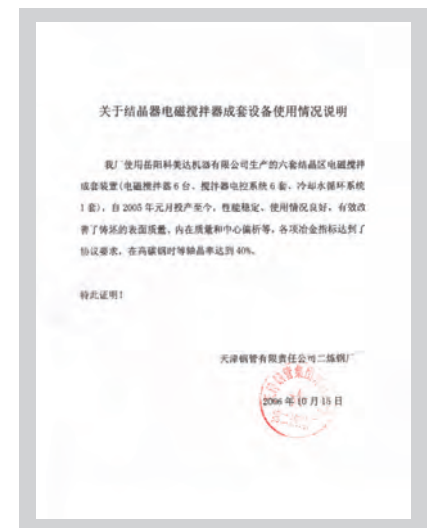 关于结晶器电磁搅拌器成套设备使用情况说明
我厂使用岳阳科美达机器有限公司生产的六套结晶区电磁搅拌
成套装置（电磁搅拌器6台、搅拌器电控系统6套、冷却水循环系统
1套），自2005年元月投产至今，性能稳定、使用情况良好，有效改
善了铸坯的表面质量、内在质量和中心偏析等，各项冶金指标达到了
协议要求，在高碳钢时等轴晶率达到40%。
特此证明！
天津钢管有限责任公司二炼钢厂
2006年10月15日